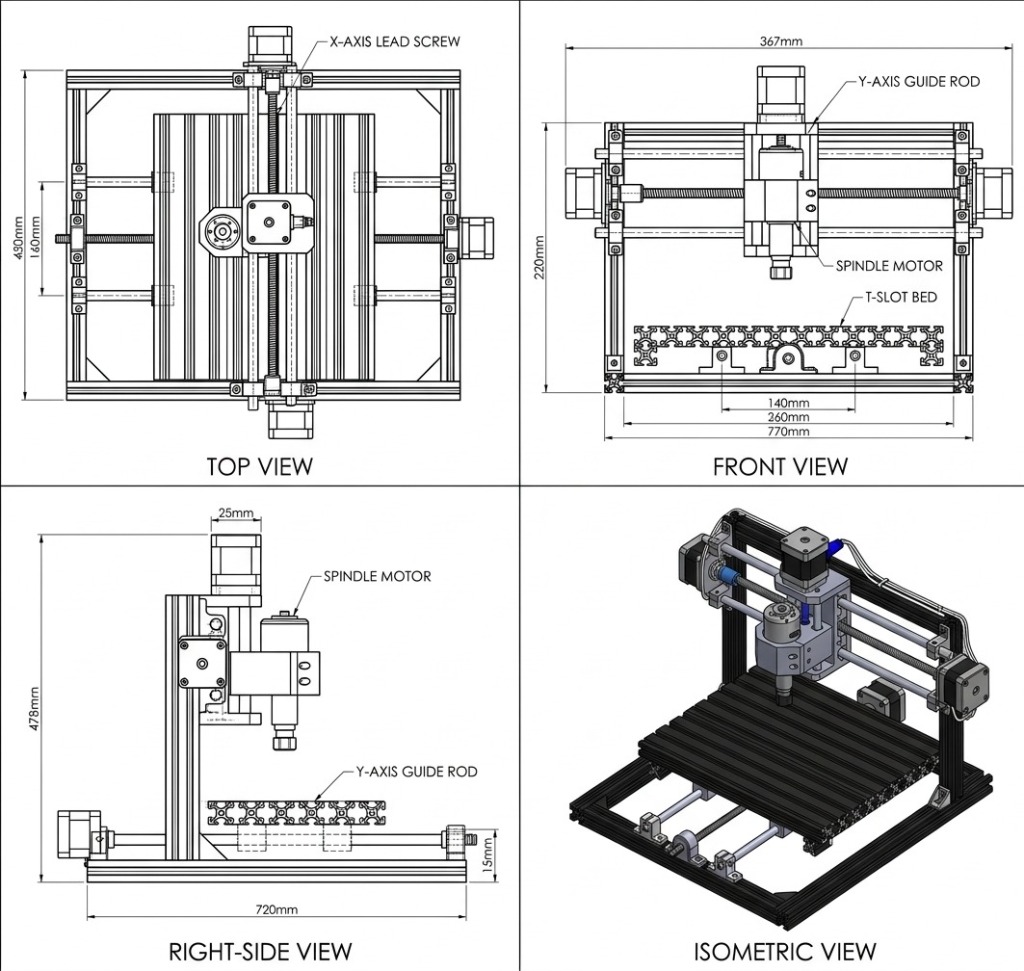 X-AXIS LEAD SCREW
430mm
160mm
TOP VIEW
367mm
Y-AXIS GUIDE ROD
220mm
SPINDLE MOTOR
T-SLOT BED
140mm
260mm
770mm
FRONT VIEW
25mm
SPINDLE MOTOR
478mm
Y-AXIS GUIDE ROD
15mm
720mm
RIGHT-SIDE VIEW
ISOMETRIC VIEW